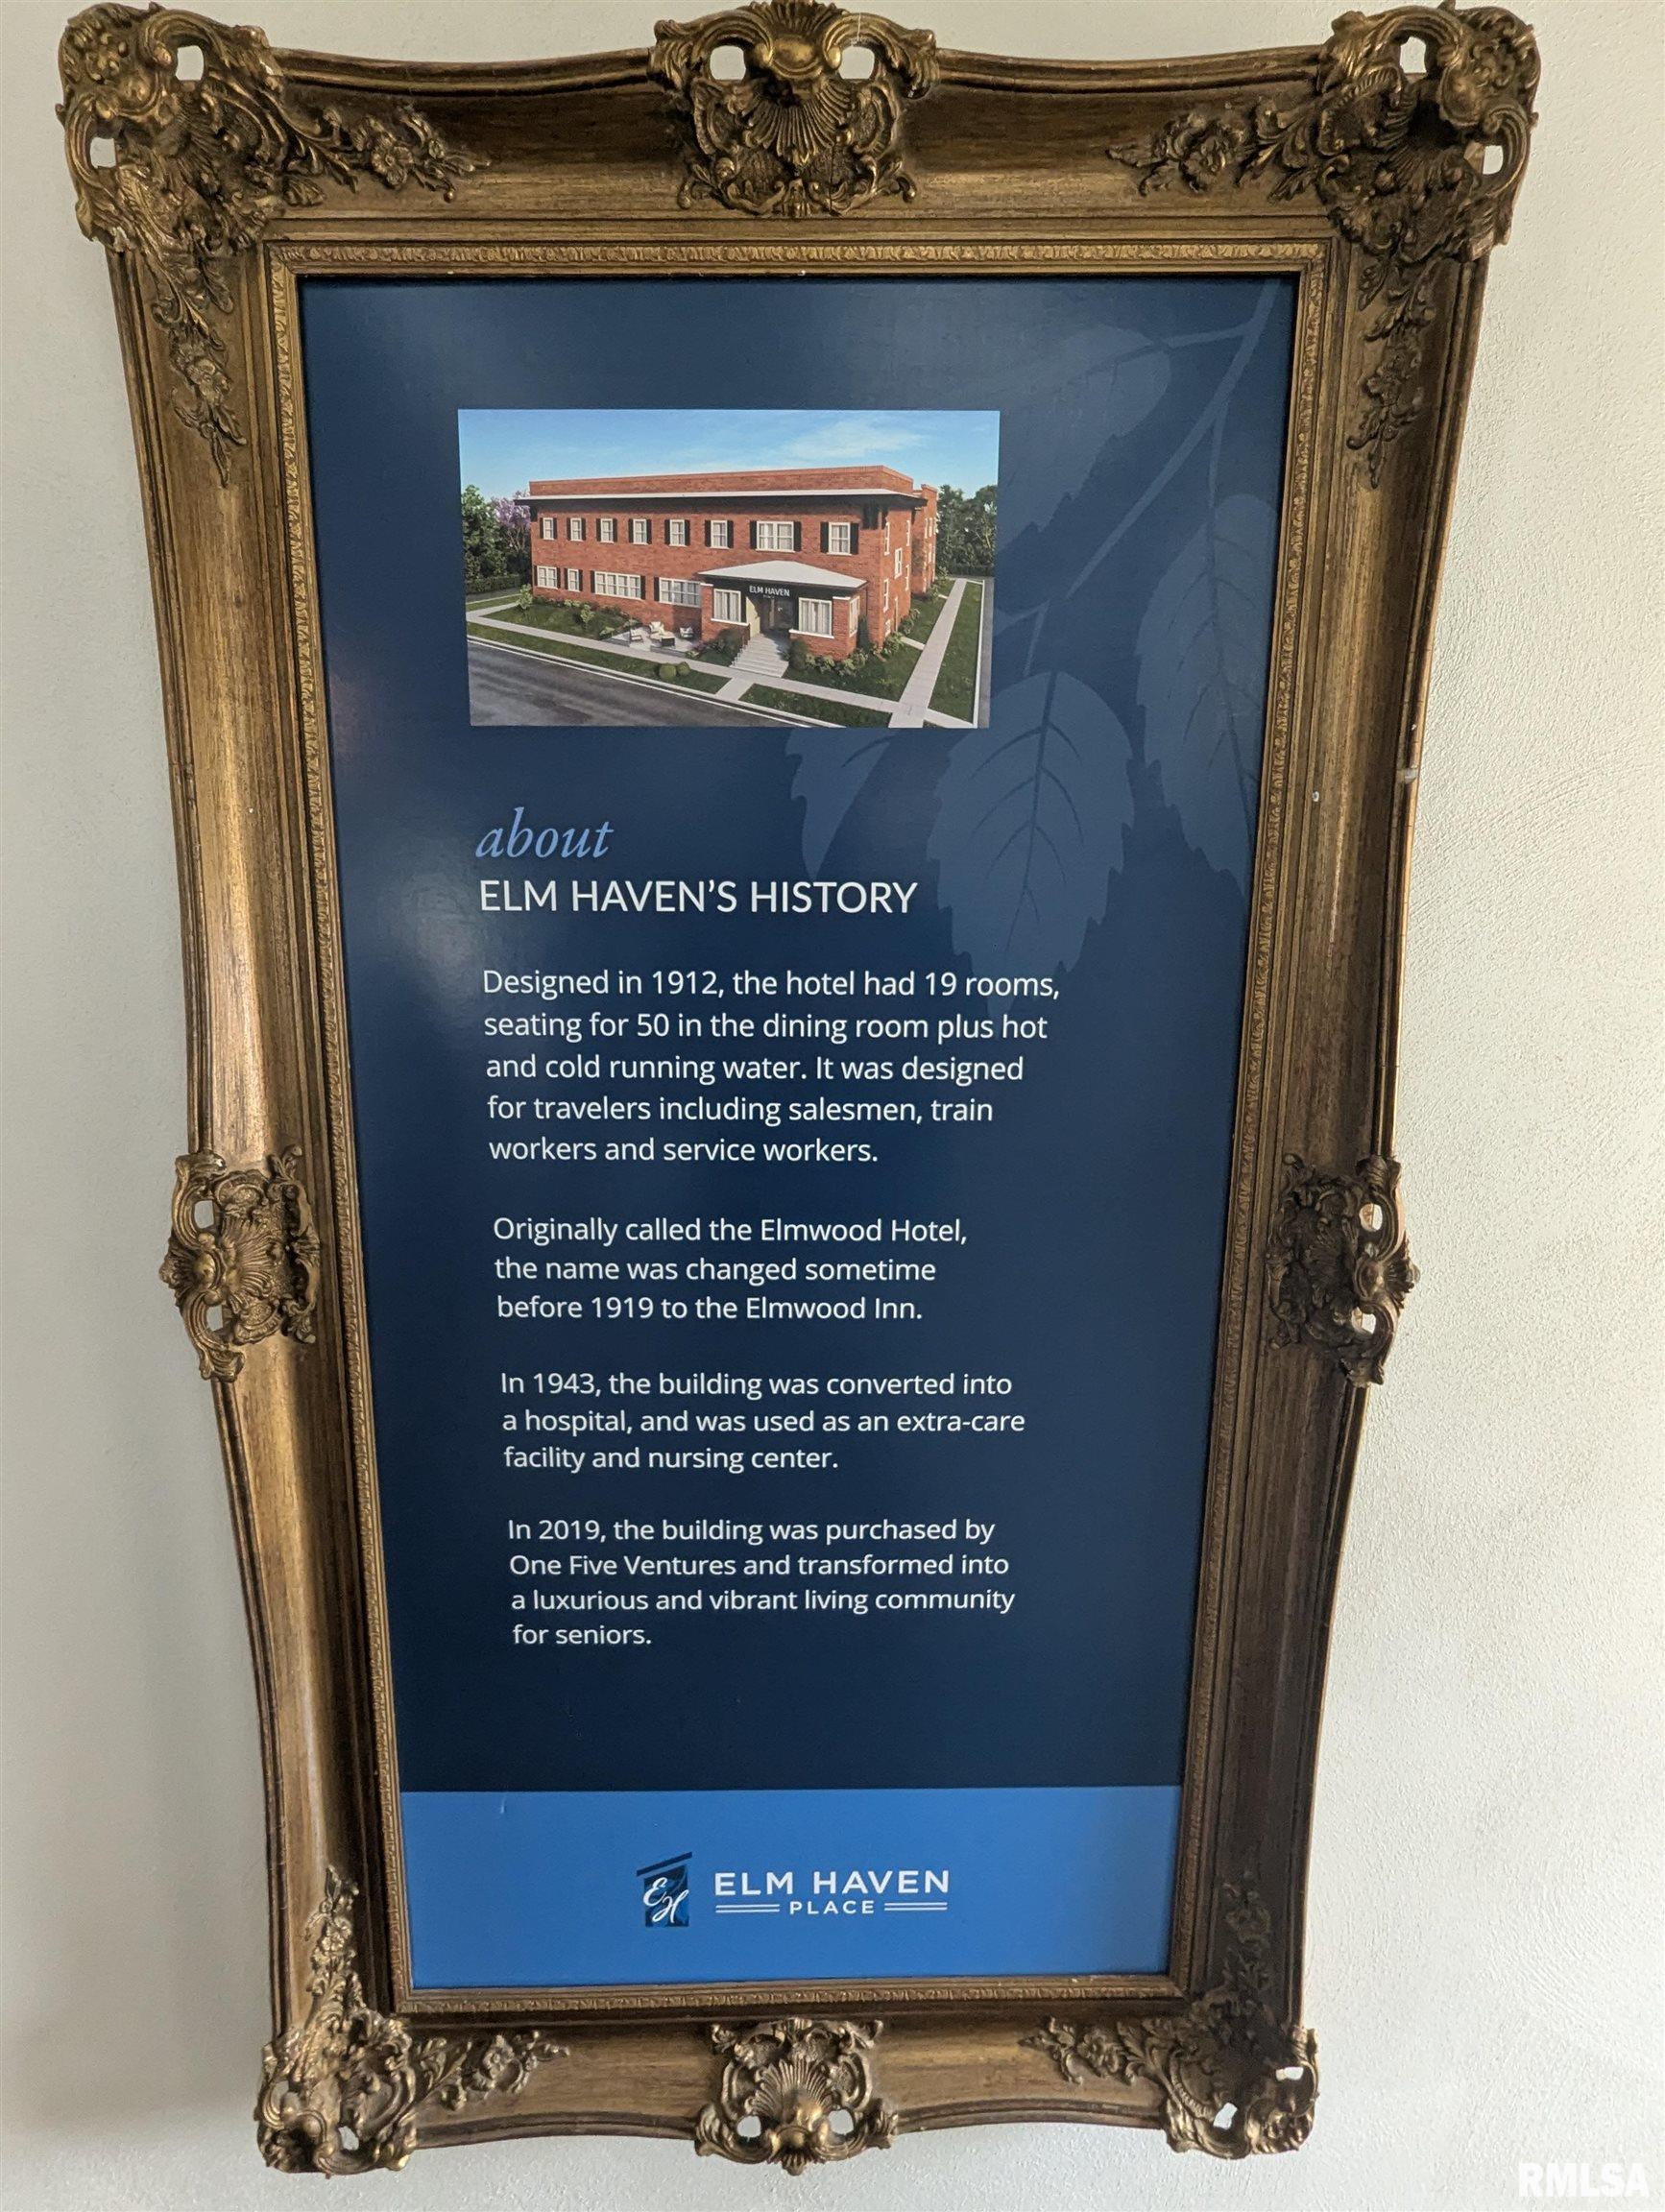 ELM HAVEN
about
ELM HAVEN'S HISTORY
Designed in 1912, the hotel had 19 rooms,
seating for 50 in the dining room plus hot
and cold running water. It was designed
for travelers including salesmen, train
workers and service workers.
Originally called the Elmwood Hotel,
the name was changed sometime
before 1919 to the Elmwood Inn.
In 1943, the building was converted into
a hospital, and was used as an extra-care
facility and nursing center.
In 2019, the building was purchased by
One Five Ventures and transformed into
a luxurious and vibrant living community
for seniors.
EH
ELM HAVEN
PLACE
RMLSA